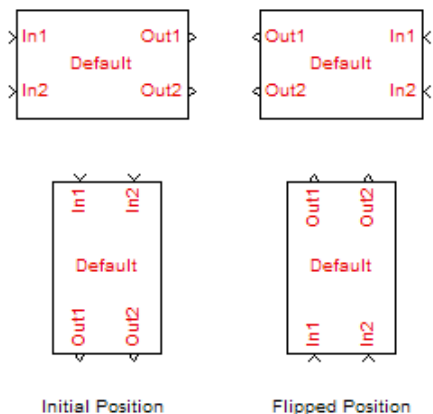 In1 Out1
Default
In2 Out2
Out1 In1
Default
Out2 In2
In1 In2
Default
Out1 Out2
Out1 Out2
Default
In1 In2
Initial Position
Flipped Position